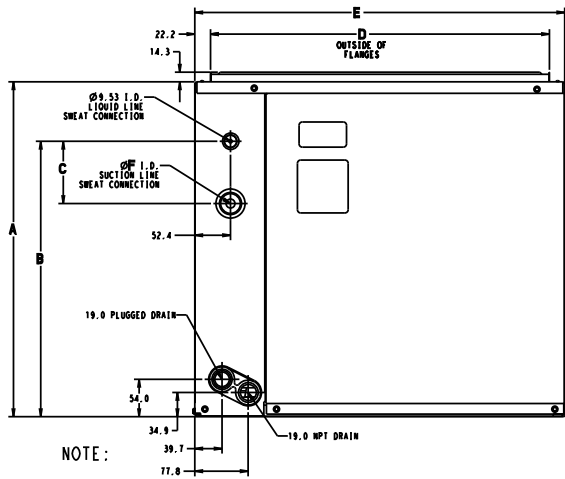 E
22.2
D
OUTSIDE OF
FLANGES
14.3
Ø9.53 I.D.
LIQUID LINE
SWEAT CONNECTION
C
ØF I.D.
SUCTION LINE
SWEAT CONNECTION
A
B
52.4
19.0 PLUGGED DRAIN
54.0
34.9
19.0 NPT DRAIN
39.7
NOTE:
77.8